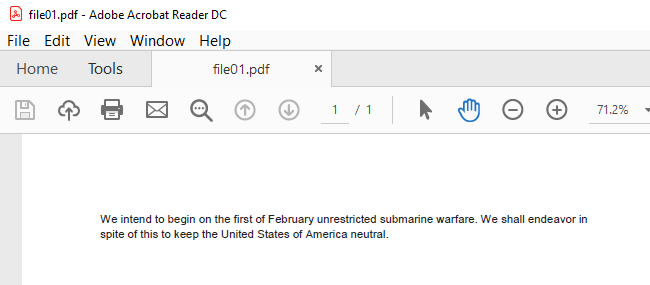 file01.pdf - Adobe Acrobat Reader DC
File Edit View Window Help
Home Tools file01.pdf ×
1 / 1 71.2%
We intend to begin on the first of February unrestricted submarine warfare. We shall endeavor in
spite of this to keep the United States of America neutral.